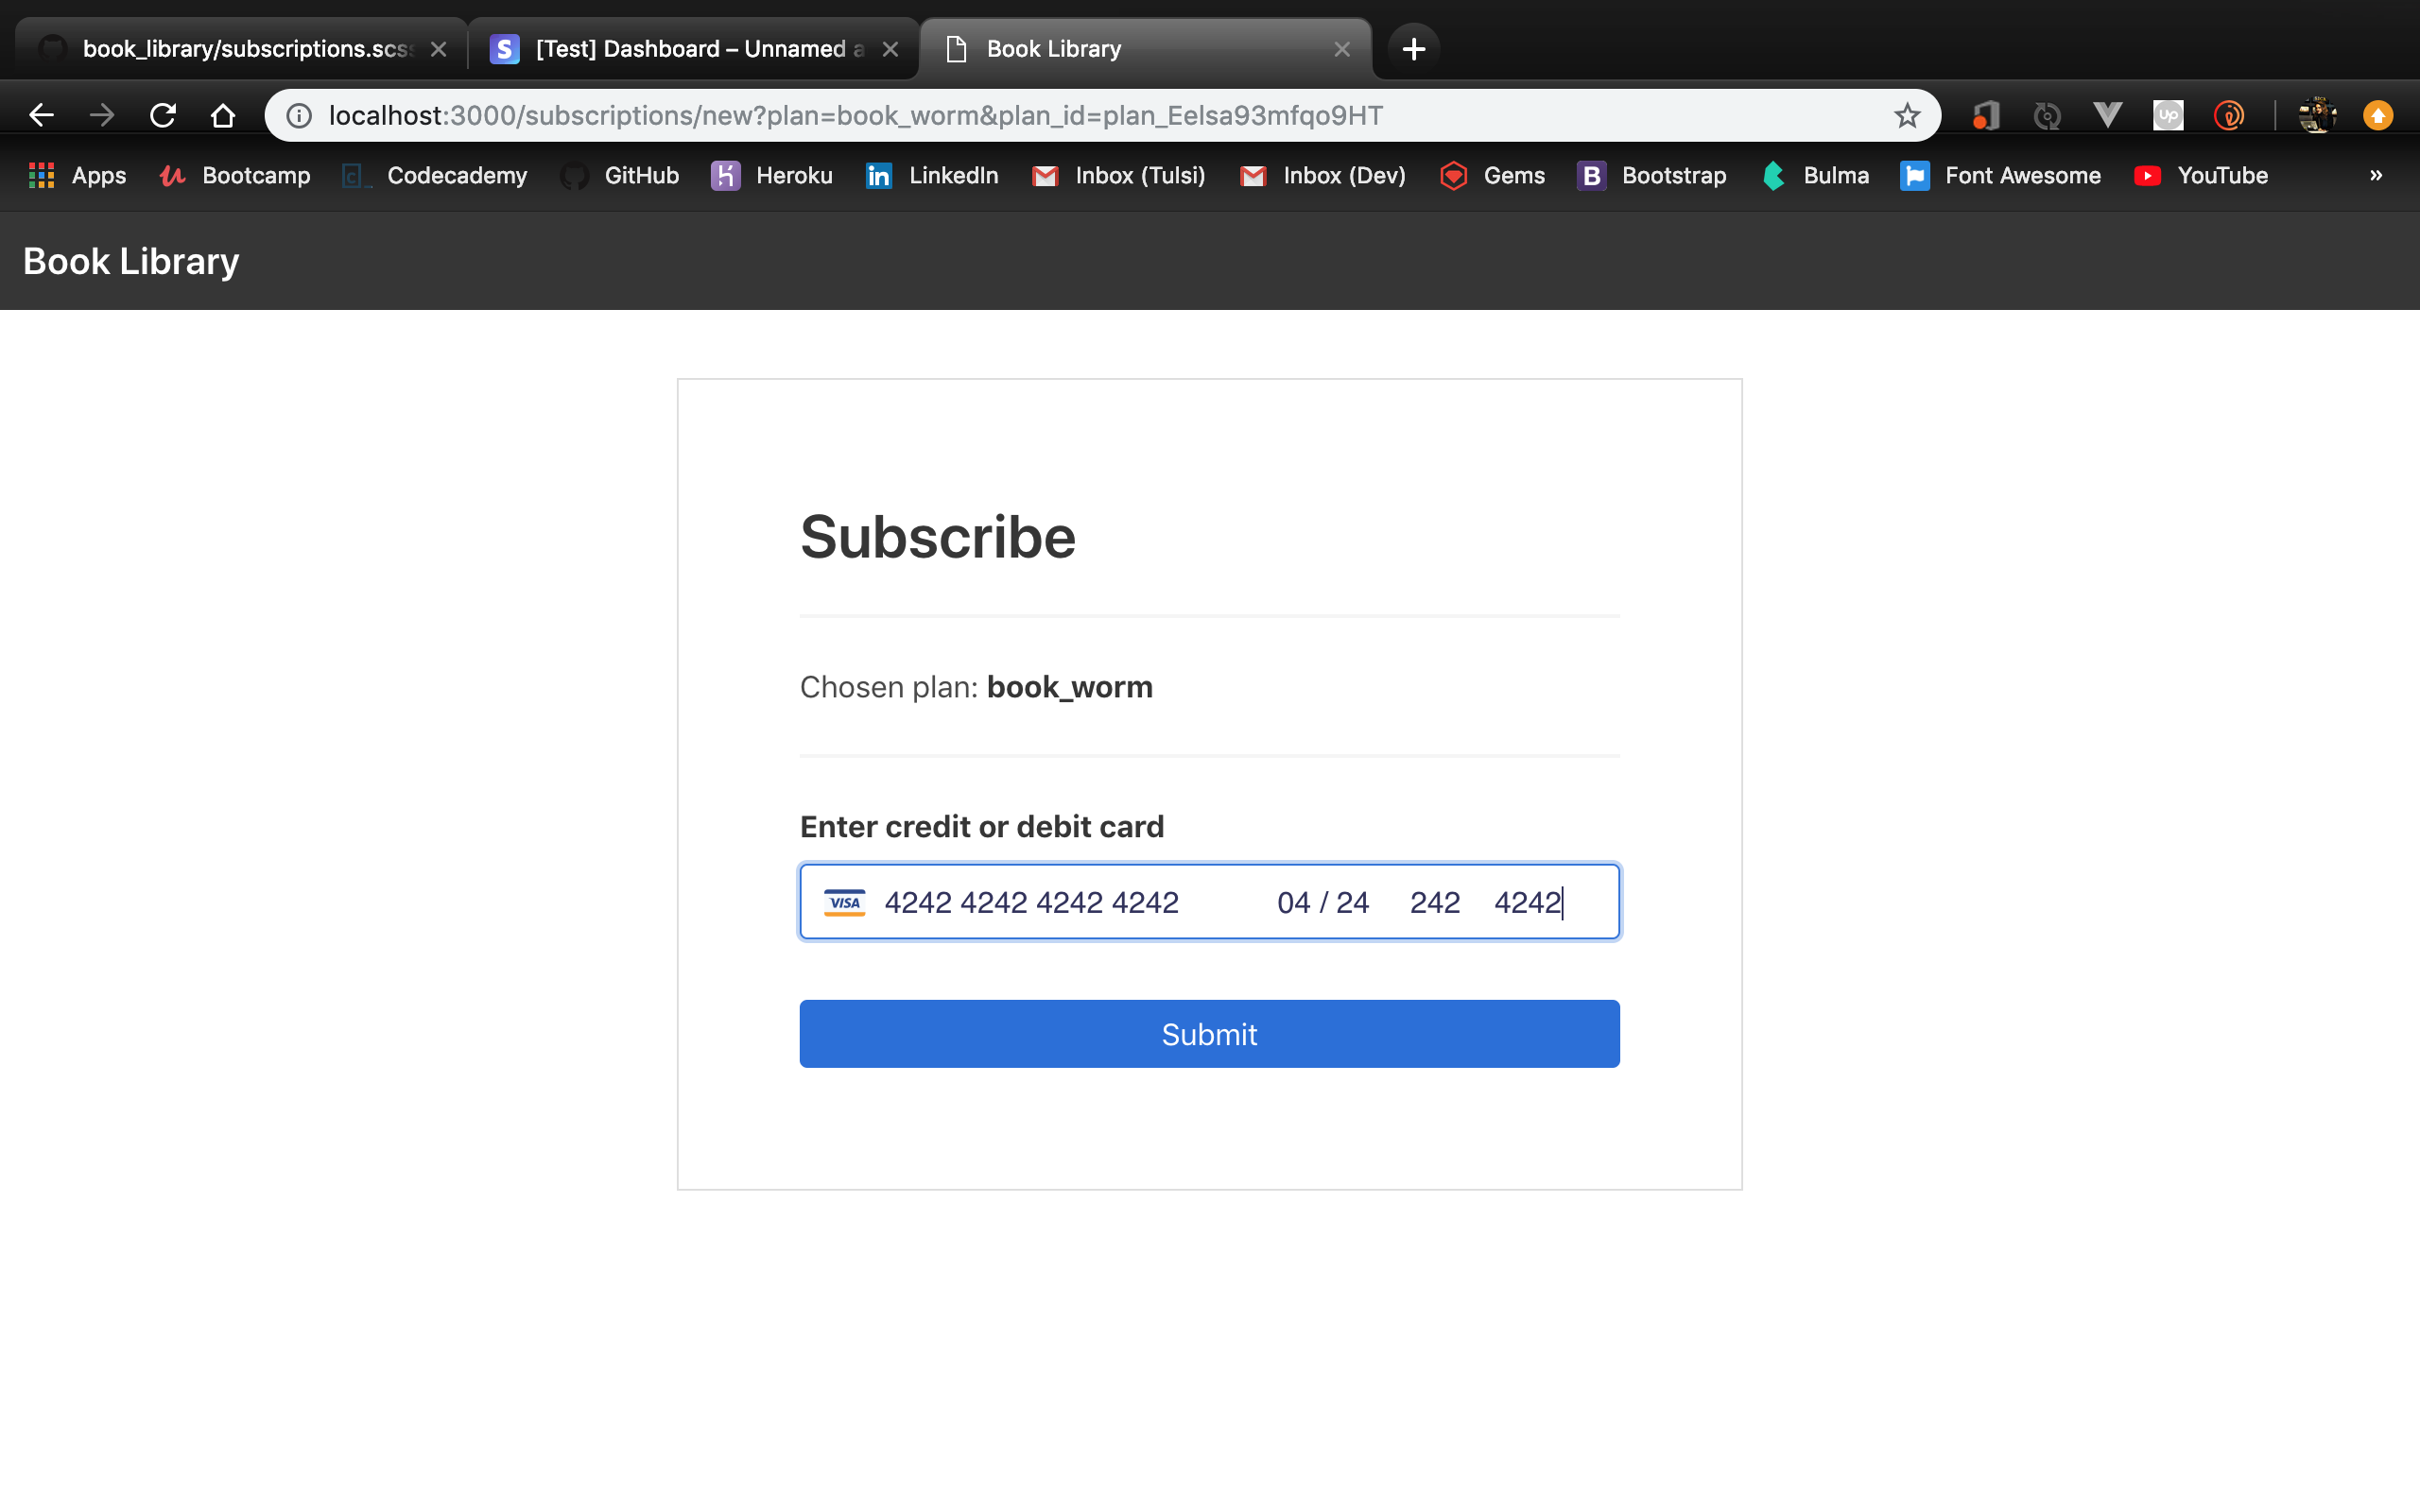 book_library/subscriptions.scs
[Test] Dashboard – Unnamed a
Book Library
localhost:3000/subscriptions/new?plan=book_worm&plan_id=plan_Eelsa93mfqo9HT
up
Apps Bootcamp Codecademy GitHub Heroku LinkedIn Inbox (Tulsi) Inbox (Dev) Gems B Bootstrap Bulma Font Awesome YouTube »
Book Library
Subscribe
Chosen plan: book_worm
Enter credit or debit card
VISA 4242 4242 4242 4242 04 / 24 242 4242
Submit